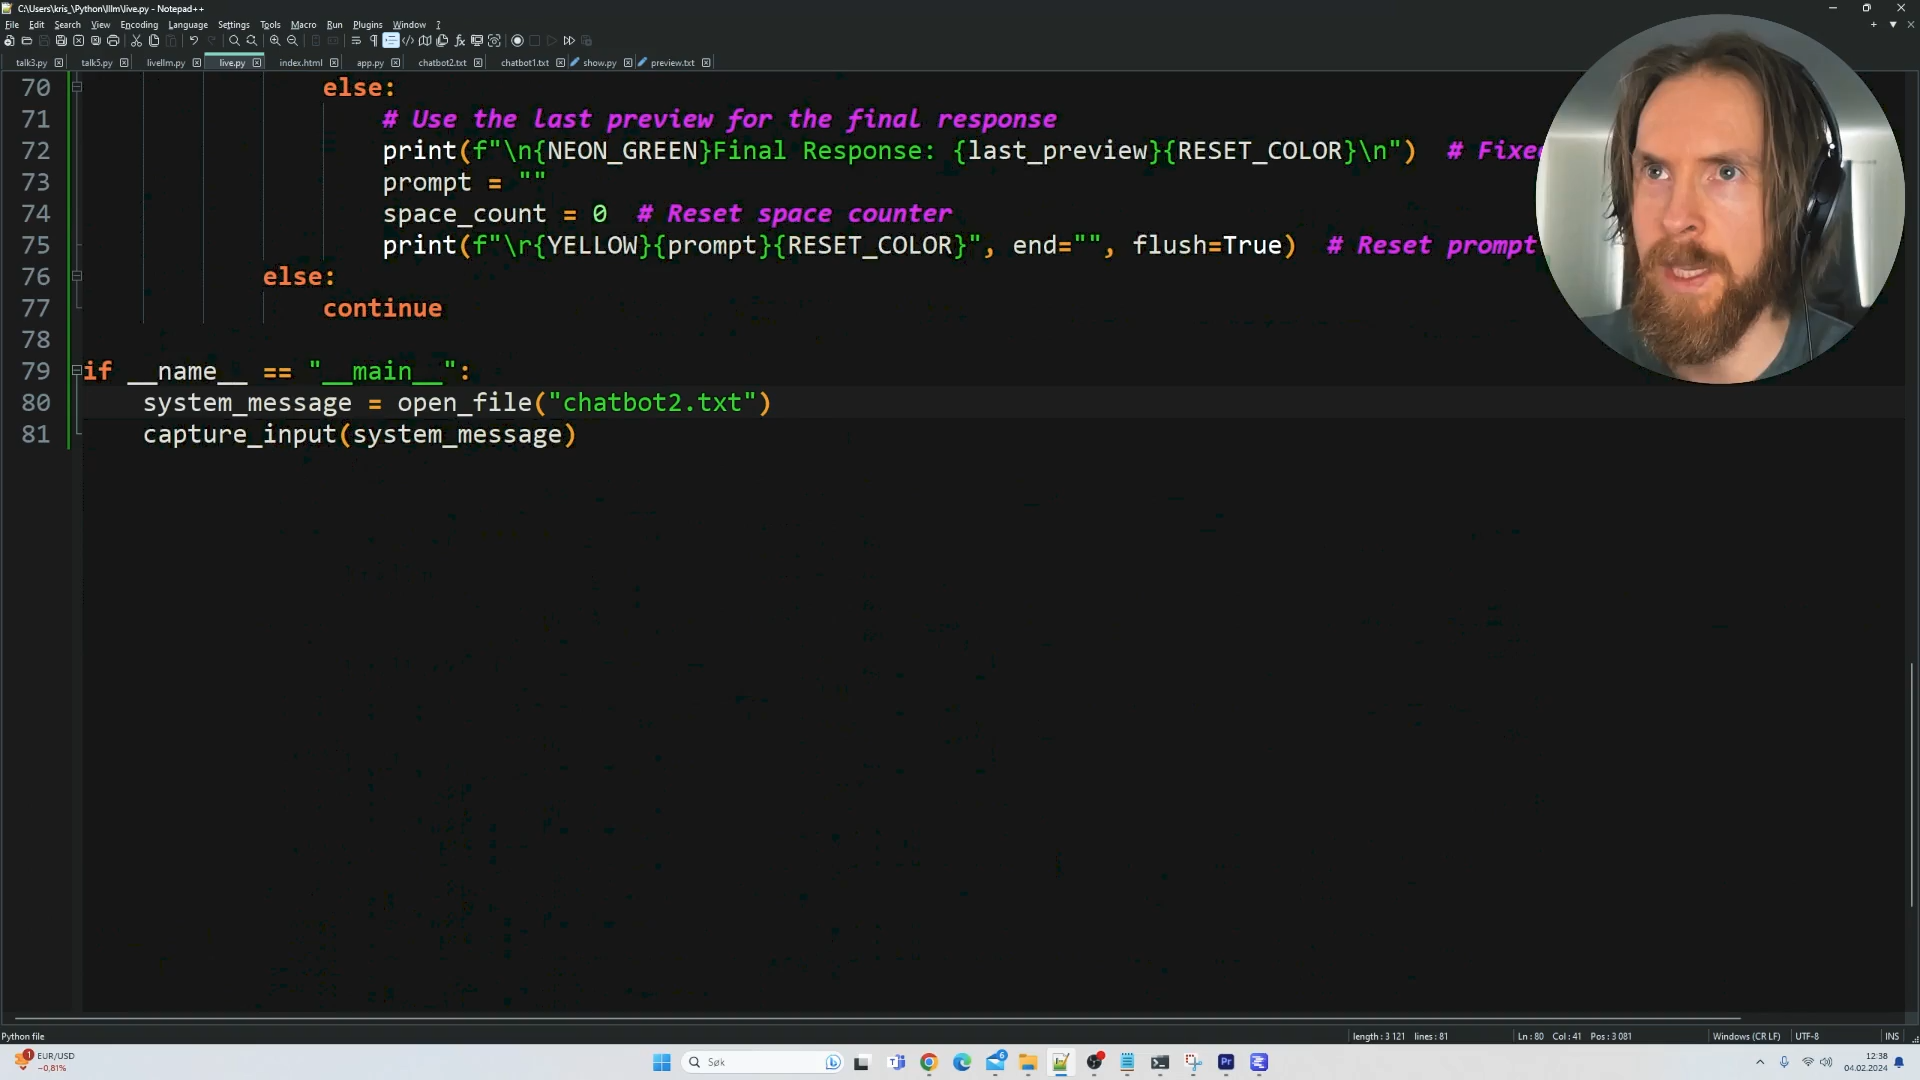 C:\Users\kris_\Python\lllm\live.py - Notepad++
File Edit Search View Encoding Language Settings Tools Macro Run Plugins Window ?
talk3.py talk5.py livellm.py live.py index.html app.py chatbot2.txt chatbot1.txt show.py preview.txt
70 else:
71 # Use the last preview for the final response
72 print(f"\n{NEON_GREEN}Final Response: {last_preview}{RESET_COLOR}\n") # Fixe
73 prompt = ""
74 space_count = 0 # Reset space counter
75 print(f"\r{YELLOW}{prompt}{RESET_COLOR}", end="", flush=True) # Reset prompt
76 else:
77 continue
78
79 if __name__ == "__main__":
80 system_message = open_file("chatbot2.txt")
81 capture_input(system_message)
Python file length : 3 121 lines : 81 Ln : 80 Col : 41 Pos : 3 081 Windows (CR LF) UTF-8 INS
EUR/USD
-0,81%
Søk
12:38
04.02.2024